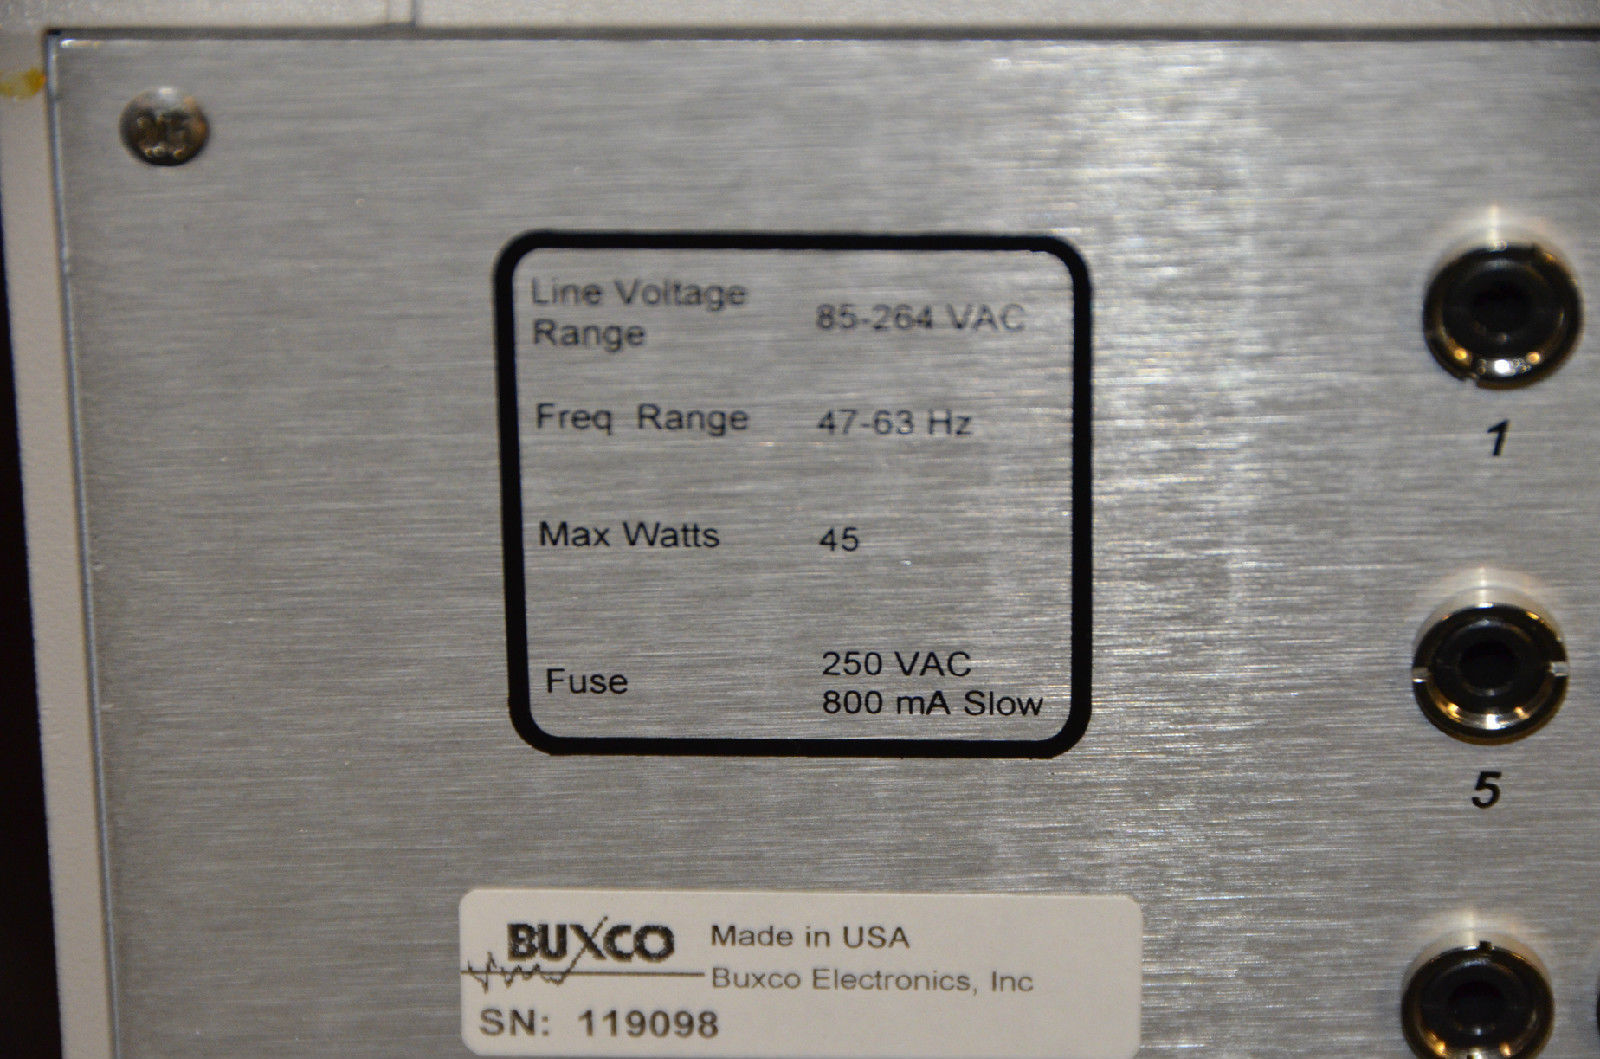 Line Voltage
Range
85-264 VAC
Freq Range 47-63 Hz
Max Watts 45
Fuse
250 VAC
800 mA Slow
1
5
BUXCO
Made in USA
Buxco Electronics, Inc
SN: 119098